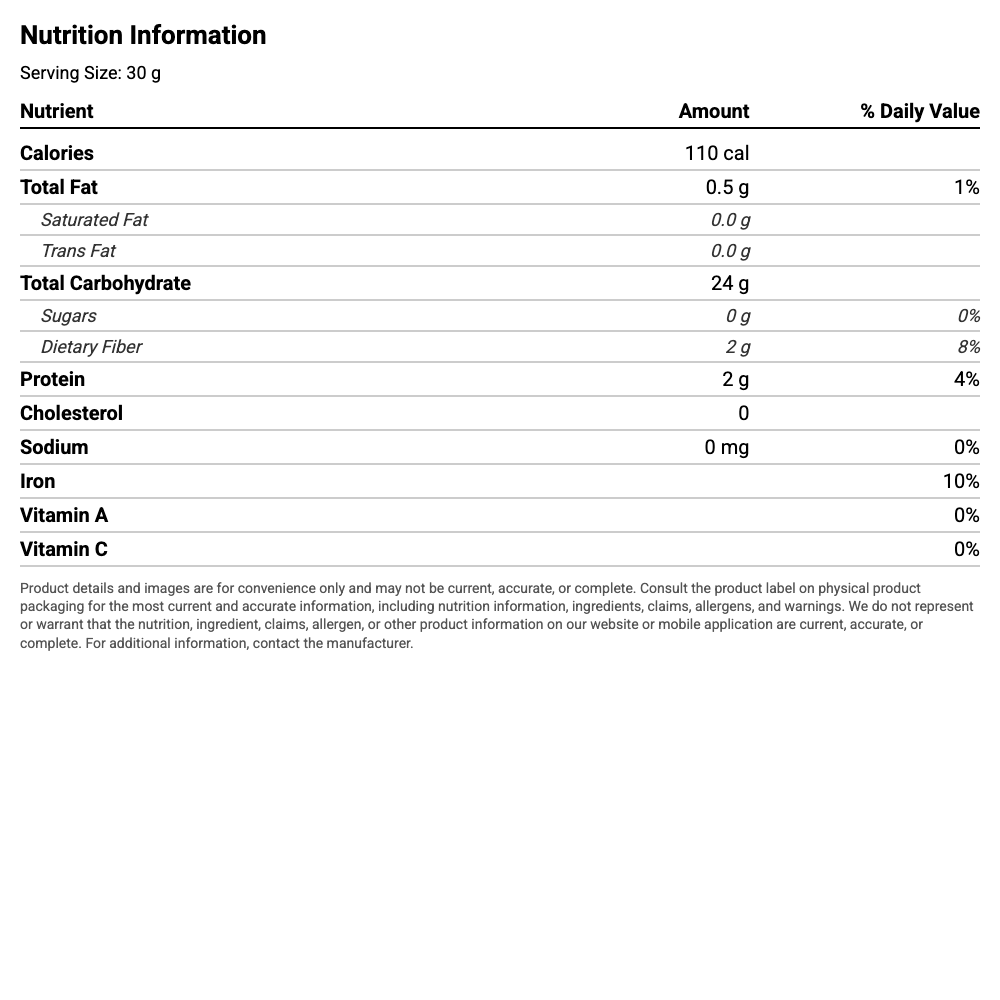 Nutrition Information
Serving Size: 30 g
Nutrient Amount % Daily Value
Calories 110 cal
Total Fat 0.5 g 1%
Saturated Fat 0.0 g
Trans Fat 0.0 g
Total Carbohydrate 24 g
Sugars 0 g 0%
Dietary Fiber 2 g 8%
Protein 2 g 4%
Cholesterol 0
Sodium 0 mg 0%
Iron 10%
Vitamin A 0%
Vitamin C 0%
Product details and images are for convenience only and may not be current, accurate, or complete. Consult the product label on physical product
packaging for the most current and accurate information, including nutrition information, ingredients, claims, allergens, and warnings. We do not represent
or warrant that the nutrition, ingredient, claims, allergen, or other product information on our website or mobile application are current, accurate, or
complete. For additional information, contact the manufacturer.